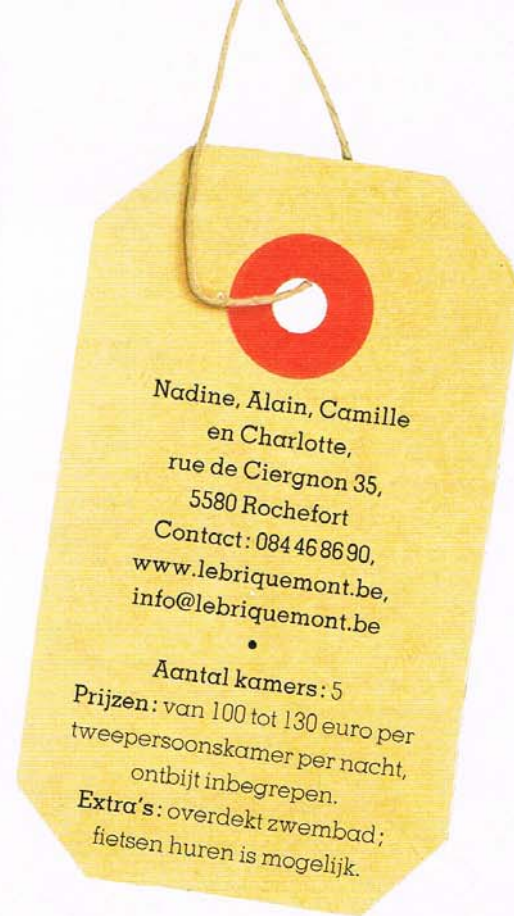 Nadine, Alain, Camille
en Charlotte,
rue de Ciergnon 35,
5580 Rochefort
Contact: 084 46 86 90,
www.lebriquemont.be,
info@lebriquemont.be
•
Aantal kamers: 5
Prijzen: van 100 tot 130 euro per
tweepersoonskamer per nacht,
ontbijt inbegrepen.
Extra's: overdekt zwembad;
fietsen huren is mogelijk.